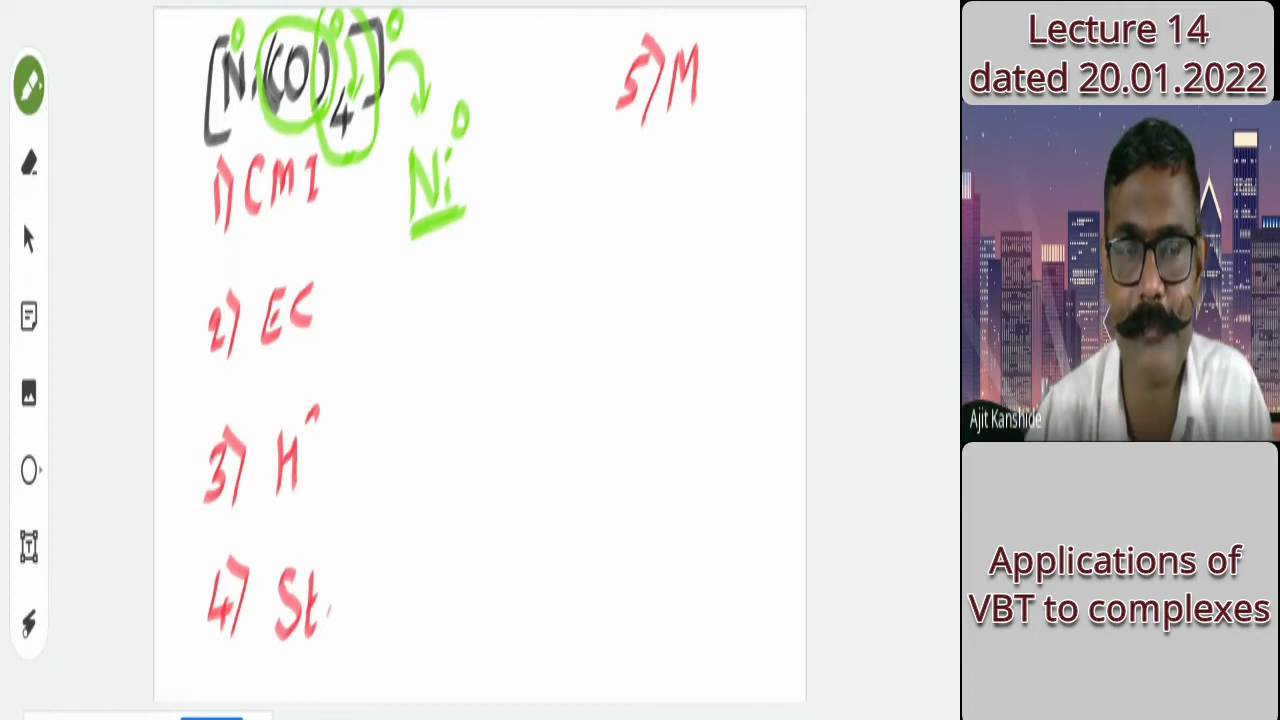 [Ni(CO)4]0
Ni0
1) CMI
2) EC
3) H^
4) St.
5) M
Lecture 14
dated 20.01.2022
Ajit Kanshide
Applications of
VBT to complexes